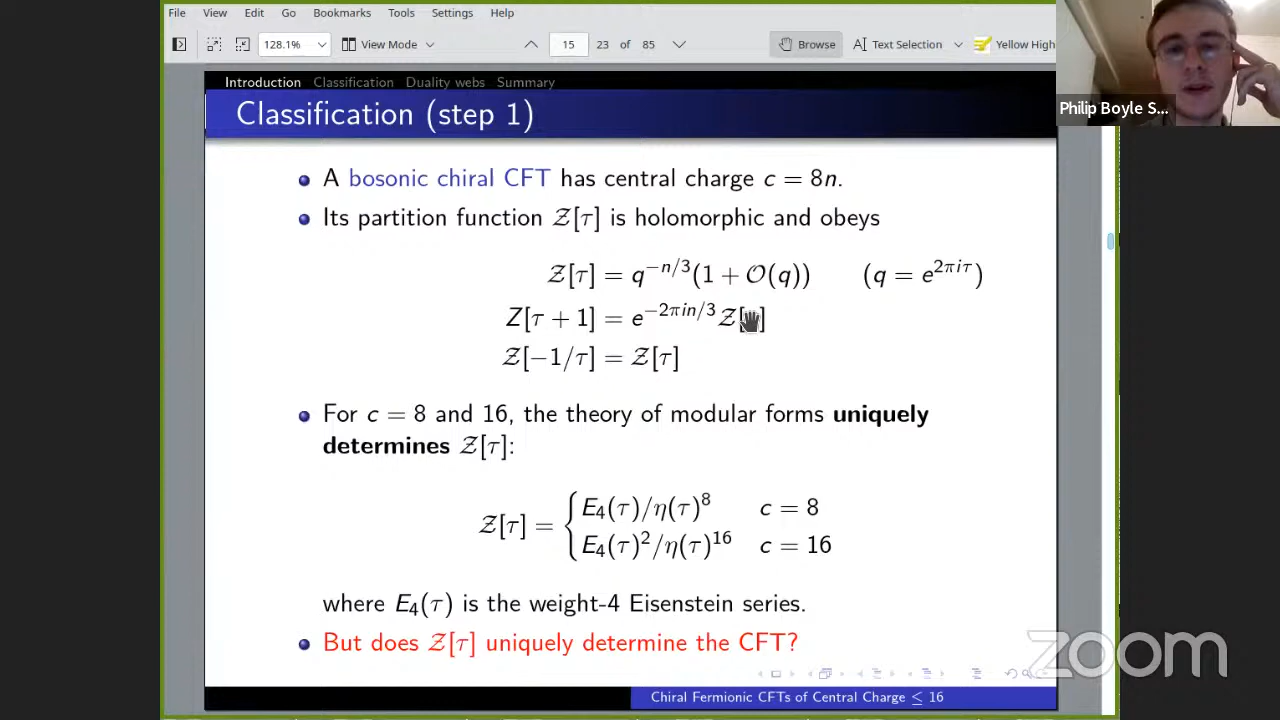 File View Edit Go Bookmarks Tools Settings Help
128.1% View Mode 15 23 of 85 Browse Text Selection Yellow High
Philip Boyle S...
Introduction Classification Duality webs Summary
Classification (step 1)
A bosonic chiral CFT has central charge c = 8n.
Its partition function 𝒵[τ] is holomorphic and obeys
𝒵[τ] = q^{-n/3}(1 + 𝒪(q)) (q = e^{2πiτ})
Z[τ + 1] = e^{-2πin/3} 𝒵[ ]
𝒵[-1/τ] = 𝒵[τ]
For c = 8 and 16, the theory of modular forms uniquely
determines 𝒵[τ]:
𝒵[τ] = { E₄(τ)/η(τ)⁸ c = 8
E₄(τ)²/η(τ)¹⁶ c = 16
where E₄(τ) is the weight-4 Eisenstein series.
But does 𝒵[τ] uniquely determine the CFT?
zoom
Chiral Fermionic CFTs of Central Charge ≤ 16